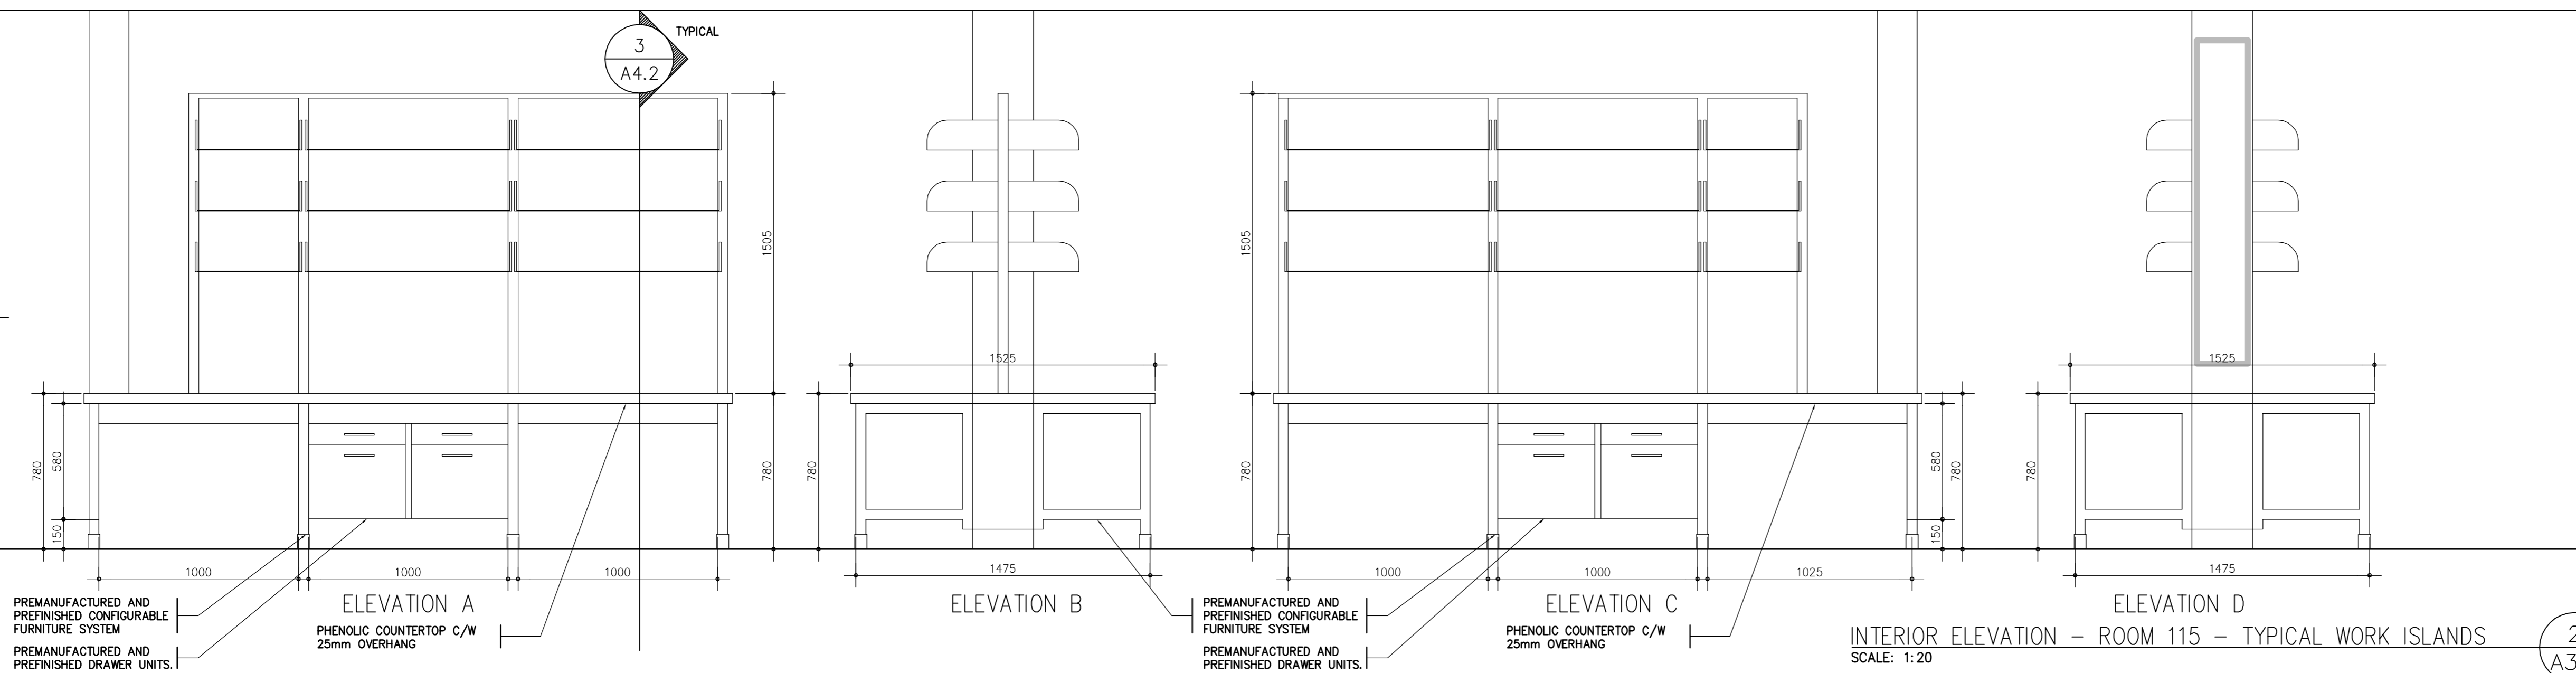 3
A4.2
TYPICAL
1505
780
580
150
780
1000
1000
1000
ELEVATION A
PREMANUFACTURED AND
PREFINISHED CONFIGURABLE
FURNITURE SYSTEM
PREMANUFACTURED AND
PREFINISHED DRAWER UNITS.
PHENOLIC COUNTERTOP C/W
25mm OVERHANG
1525
780
1475
ELEVATION B
PREMANUFACTURED AND
PREFINISHED CONFIGURABLE
FURNITURE SYSTEM
PREMANUFACTURED AND
PREFINISHED DRAWER UNITS.
1505
780
580
150
780
1000
1000
1025
ELEVATION C
PHENOLIC COUNTERTOP C/W
25mm OVERHANG
1525
780
1475
ELEVATION D
INTERIOR ELEVATION – ROOM 115 – TYPICAL WORK ISLANDS
SCALE: 1:20
2
A3